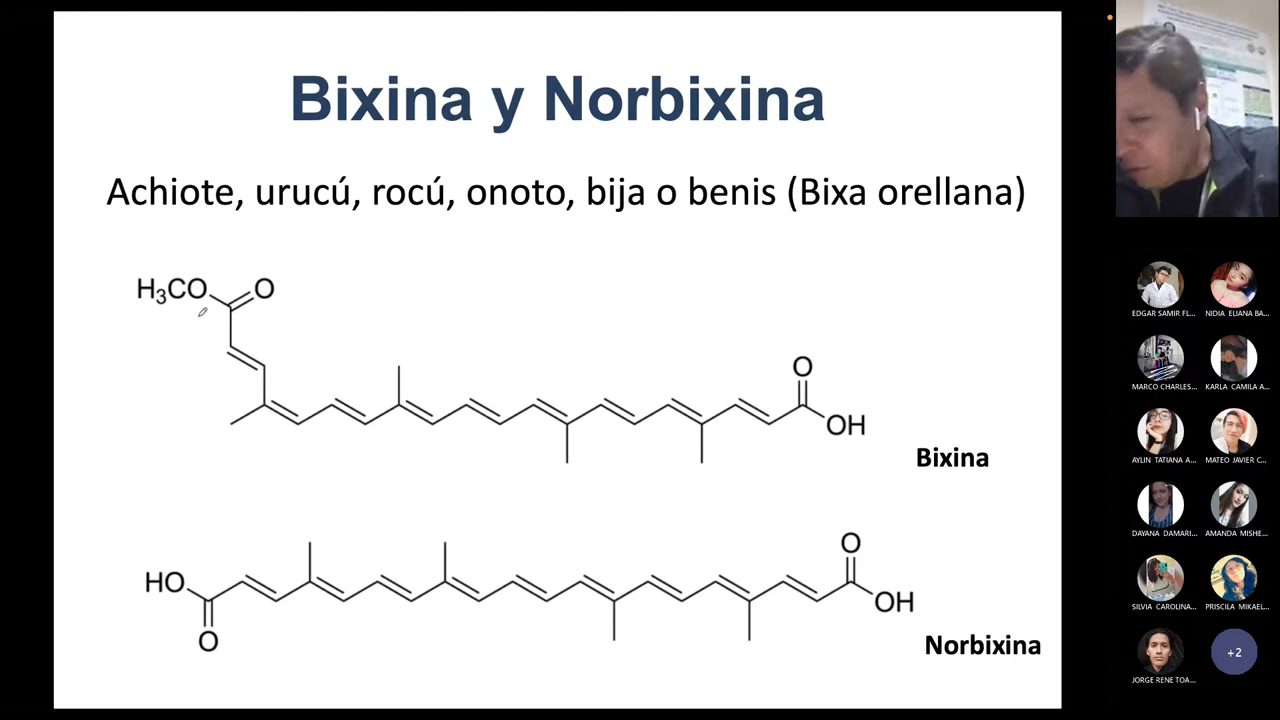 Bixina y Norbixina
Achiote, urucú, rocú, onoto, bija o benis (Bixa orellana)
H₃CO
O
O
OH
Bixina
O
HO
OH
O
Norbixina
EDGAR SAMIR FL...
NIDIA ELIANA BA...
MARCO CHARLES...
KARLA CAMILA A...
AYLIN TATIANA A...
MATEO JAVIER C...
DAYANA DAMARI...
AMANDA MISHE...
SILVIA CAROLINA...
PRISCILA MIKAEL...
JORGE RENE TOA...
+2